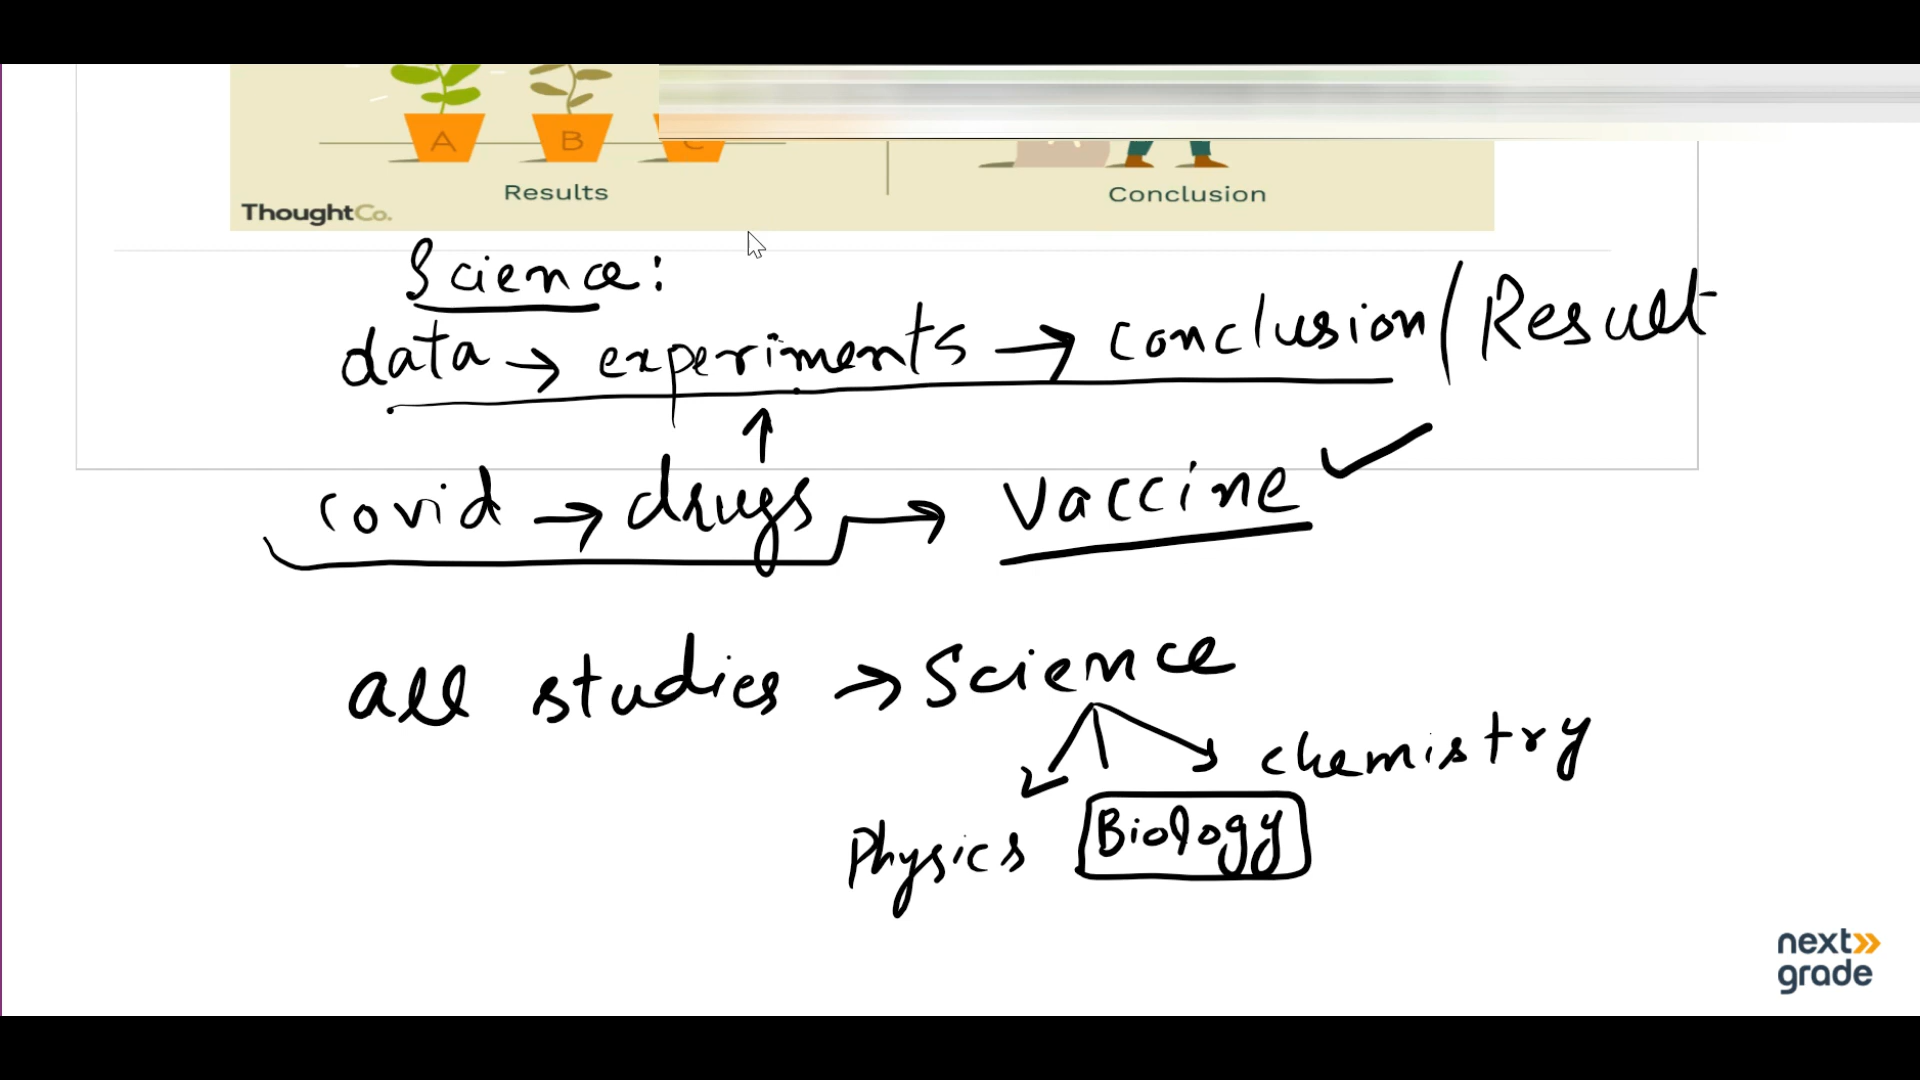 A B C
Results Conclusion
ThoughtCo.
Science:
data → experiments → conclusion/Result
covid → drugs → vaccine ✓
all studies → Science
chemistry
Physics Biology
next
grade